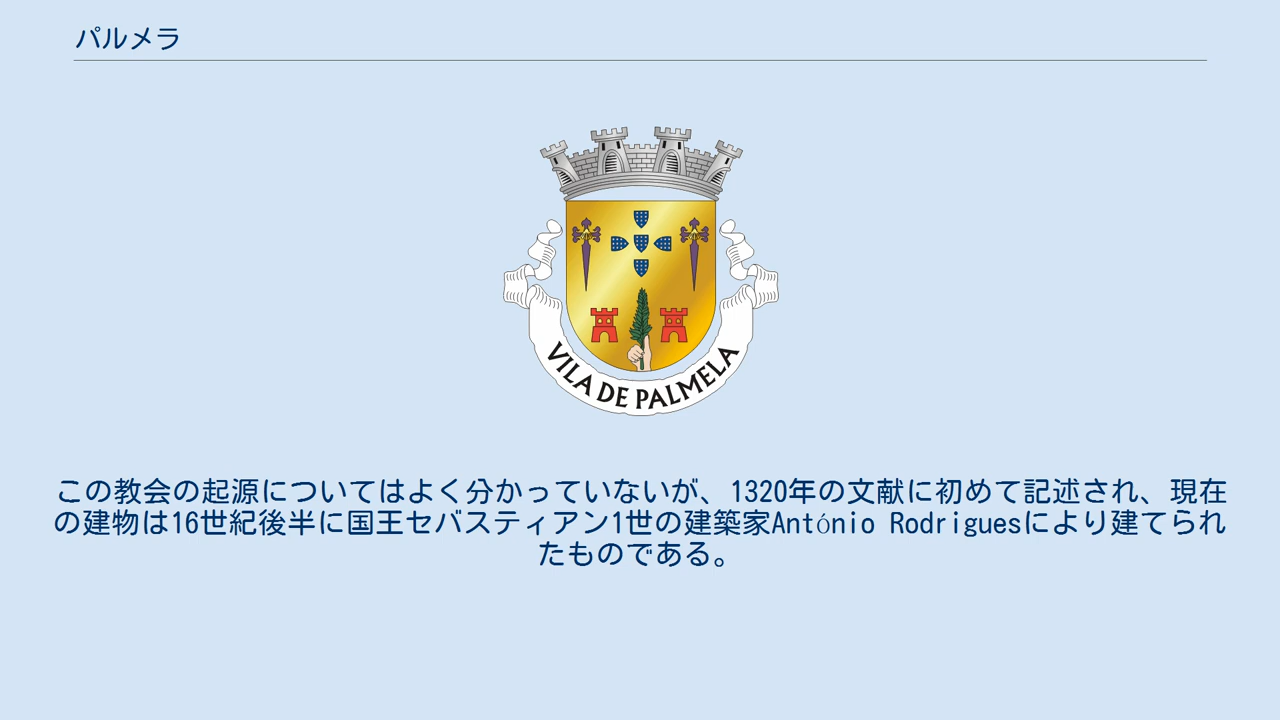 パルメラ
VILA DE PALMELA
この教会の起源についてはよく分かっていないが、1320年の文献に初めて記述され、現在
の建物は16世紀後半に国王セバスティアン1世の建築家António Rodriguesにより建てられ
たものである。